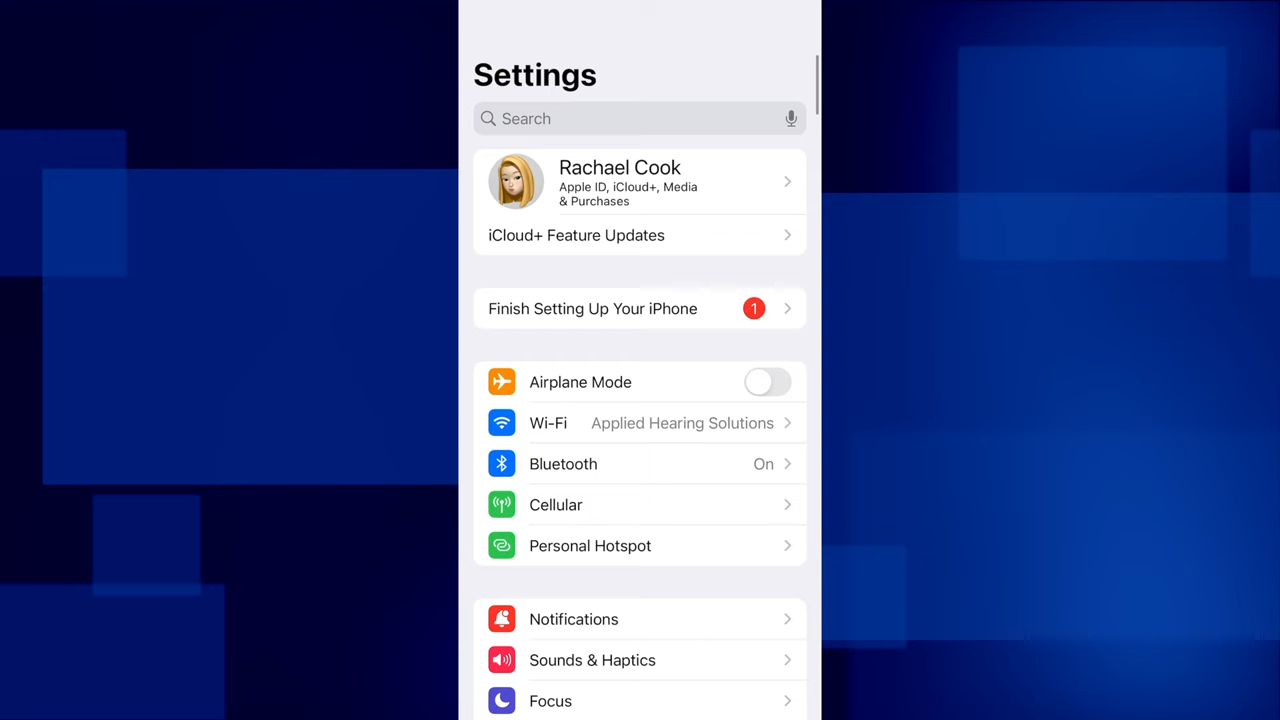 Settings
Search
Rachael Cook
Apple ID, iCloud+, Media
& Purchases
iCloud+ Feature Updates
Finish Setting Up Your iPhone 1
Airplane Mode
Wi-Fi Applied Hearing Solutions
Bluetooth On
Cellular
Personal Hotspot
Notifications
Sounds & Haptics
Focus